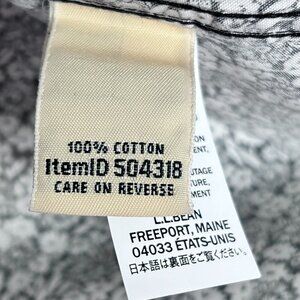 100% COTTON
ItemID 504318
CARE ON REVERSE
L.L.BEAN
FREEPORT, MAINE
04033 ÉTATS-UNIS
日本語は裏面をご覧ください。